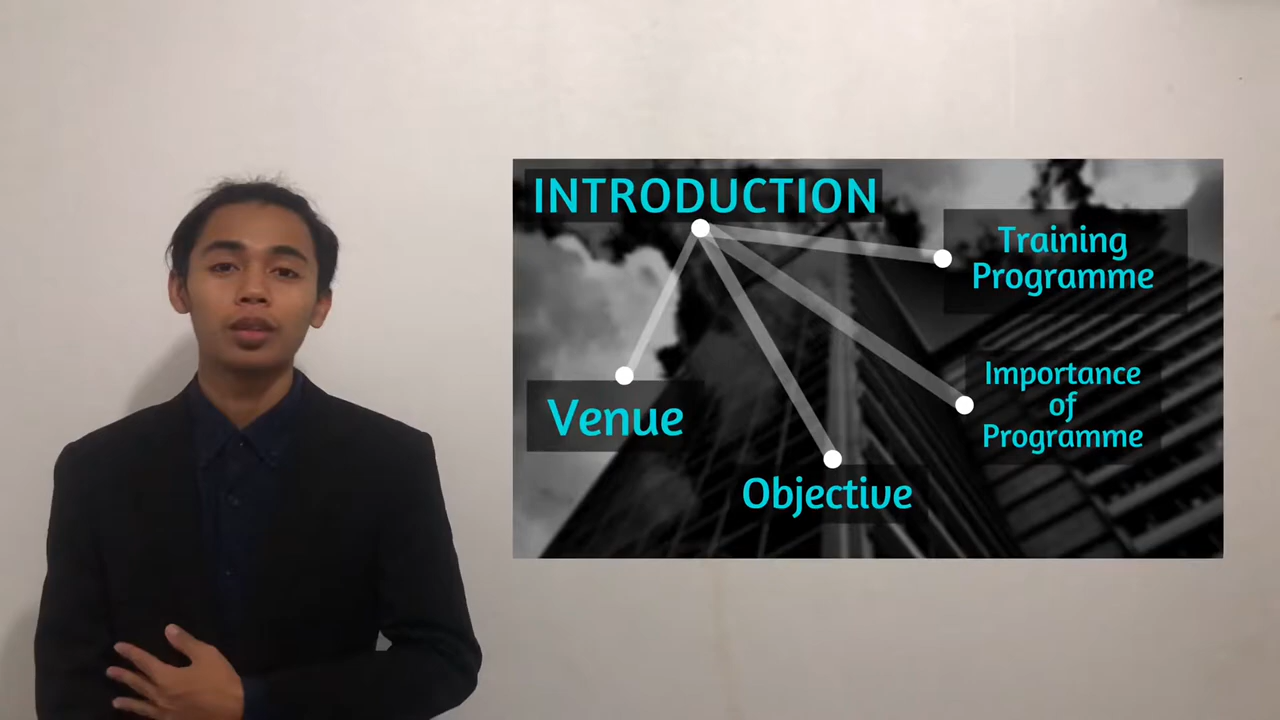 INTRODUCTION
Training
Programme
Importance
of
Programme
Venue
Objective